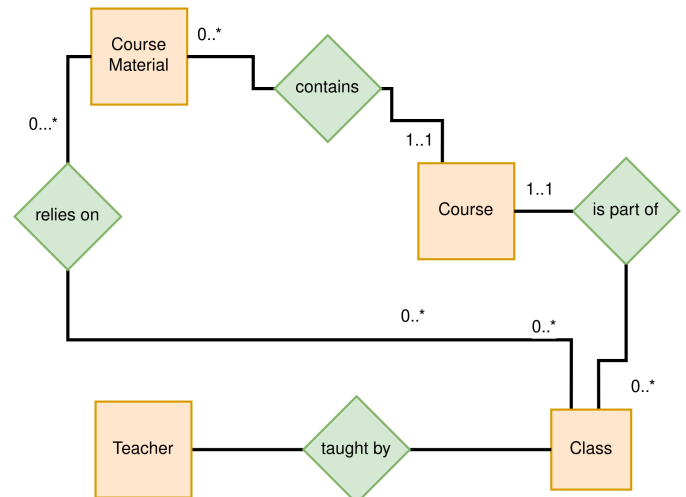 Course
Material
0..*
contains
0...*
1..1
Course
1..1
is part of
relies on
0..*
0..*
0..*
Teacher
taught by
Class